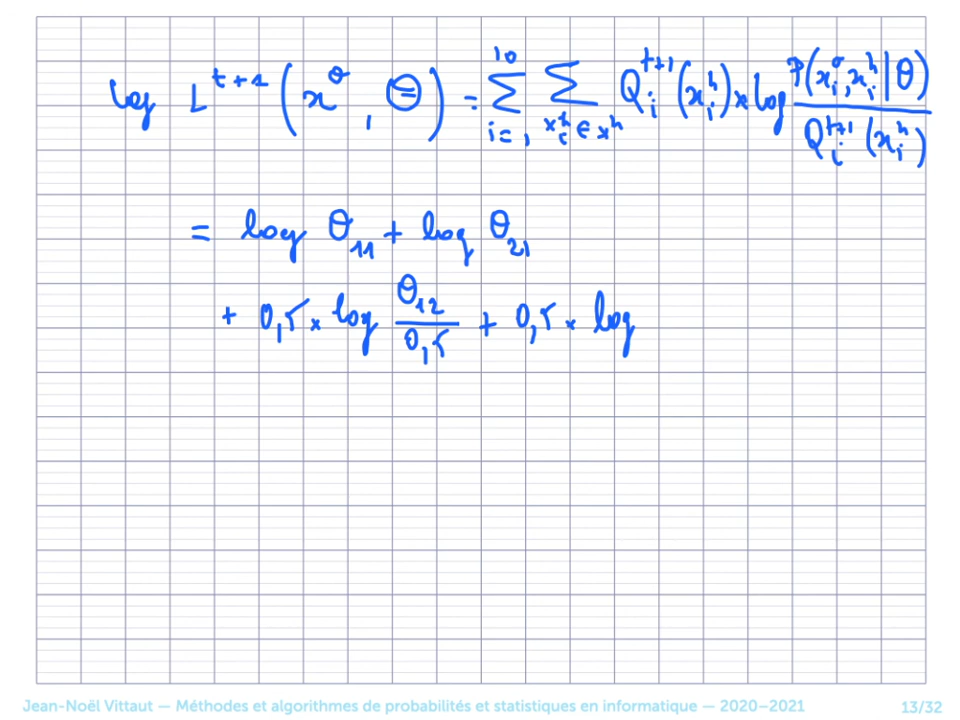 log L^{t+1} (x^o, Θ) = ∑_{i=1}^{10} ∑_{x_i^h ∈ x^h} Q_i^{t+1} (x_i^h) × log P(x_i^o, x_i^h | θ) / Q_i^{t+1} (x_i^h)
= log θ_{11} + log θ_{21}
+ 0,5 × log θ_{12} / 0,5 + 0,5 × log
Jean-Noël Vittaut — Méthodes et algorithmes de probabilités et statistiques en informatique — 2020–2021 13/32